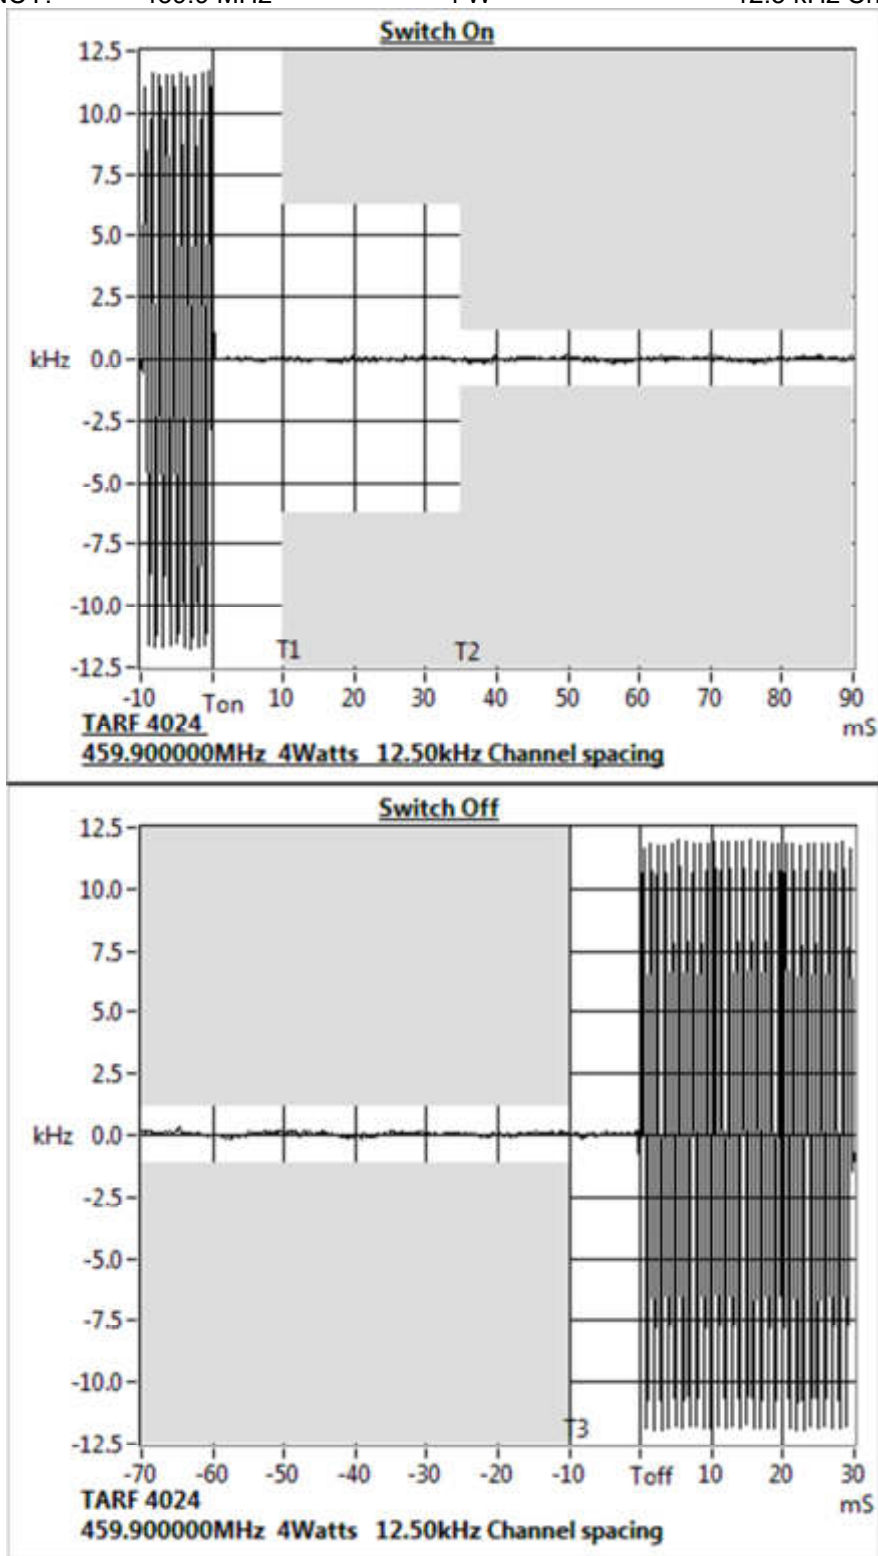 Switch On
12.5
10.0
7.5
5.0
2.5
kHz 0.0
-2.5
-5.0
-7.5
-10.0
-12.5
T1 T2
-10 Ton 10 20 30 40 50 60 70 80 90
mS
TARF 4024
459.900000MHz 4Watts 12.50kHz Channel spacing
Switch Off
12.5
10.0
7.5
5.0
2.5
kHz 0.0
-2.5
-5.0
-7.5
-10.0
-12.5
T3
-70 -60 -50 -40 -30 -20 -10 Toff 10 20 30
mS
TARF 4024
459.900000MHz 4Watts 12.50kHz Channel spacing